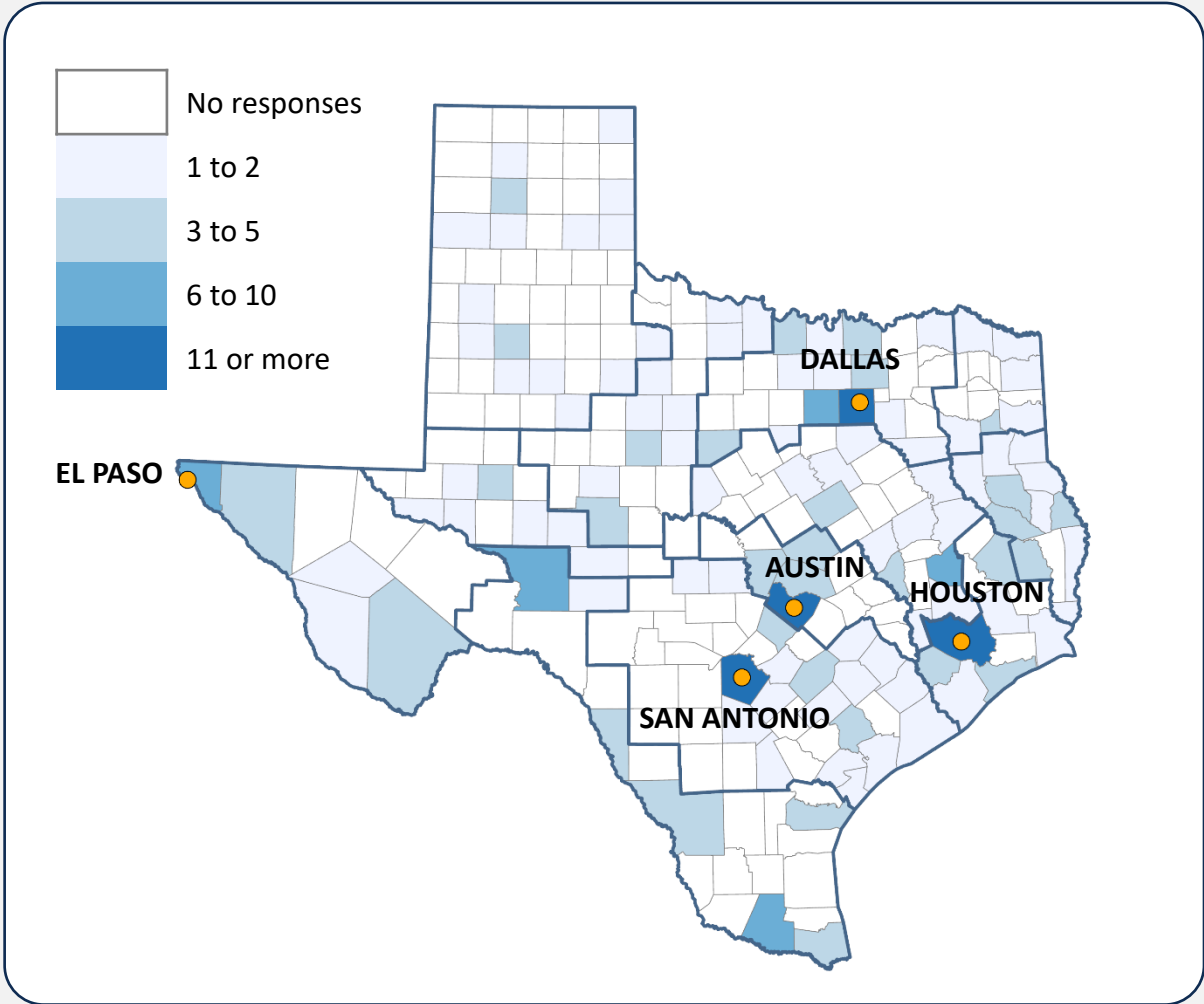 No responses
1 to 2
3 to 5
6 to 10
11 or more
DALLAS
EL PASO
AUSTIN
HOUSTON
SAN ANTONIO